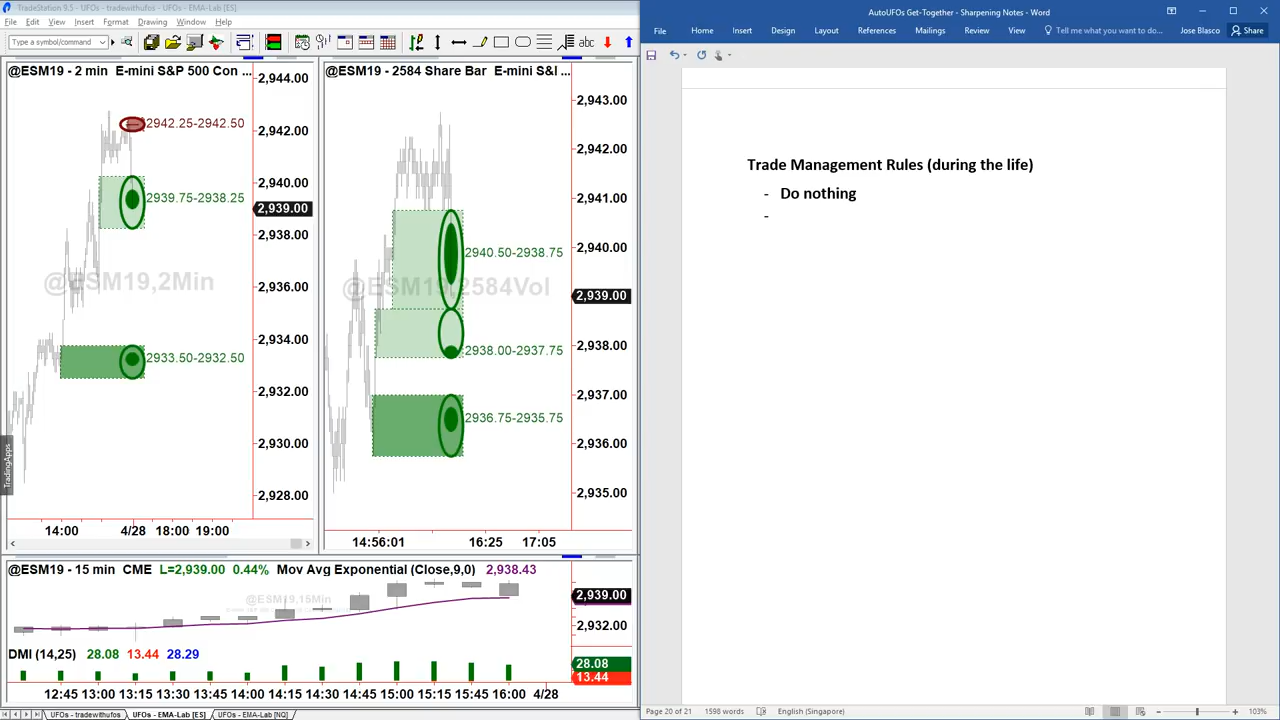 TradeStation 9.5 - UFOs - tradewithufos - UFOs - EMA-Lab [ES]
File Edit View Insert Format Drawing Window Help
Type a symbol/command
abc
@ESM19 - 2 min E-mini S&P 500 Con ...
2,944.00
2,942.00
2,940.00
2,939.00
2,938.00
2,936.00
2,934.00
2,932.00
2,930.00
2,928.00
2942.25-2942.50
2939.75-2938.25
@ESM19,2Min
2933.50-2932.50
TradingApps
14:00 4/28 18:00 19:00
@ESM19 - 2584 Share Bar E-mini S&I ...
2,943.00
2,942.00
2,941.00
2,940.00
2,939.00
2,938.00
2,937.00
2,936.00
2,935.00
2940.50-2938.75
@ESM19,2584Vol
2938.00-2937.75
2936.75-2935.75
14:56:01 16:25 17:05
@ESM19 - 15 min CME L=2,939.00 0.44% Mov Avg Exponential (Close,9,0) 2,938.43
@ESM19,15Min
2,939.00
2,932.00
DMI (14,25) 28.08 13.44 28.29
28.08
13.44
12:45 13:00 13:15 13:30 13:45 14:00 14:15 14:30 14:45 15:00 15:15 15:45 16:00 4/28
UFOs - tradewithufos UFOs - EMA-Lab [ES] UFOs - EMA-Lab [NQ]
AutoUFOs Get-Together - Sharpening Notes - Word
File Home Insert Design Layout References Mailings Review View Tell me what you want to do... Jose Blasco Share
Trade Management Rules (during the life)
- Do nothing
-
Page 20 of 21 1598 words English (Singapore) 103%